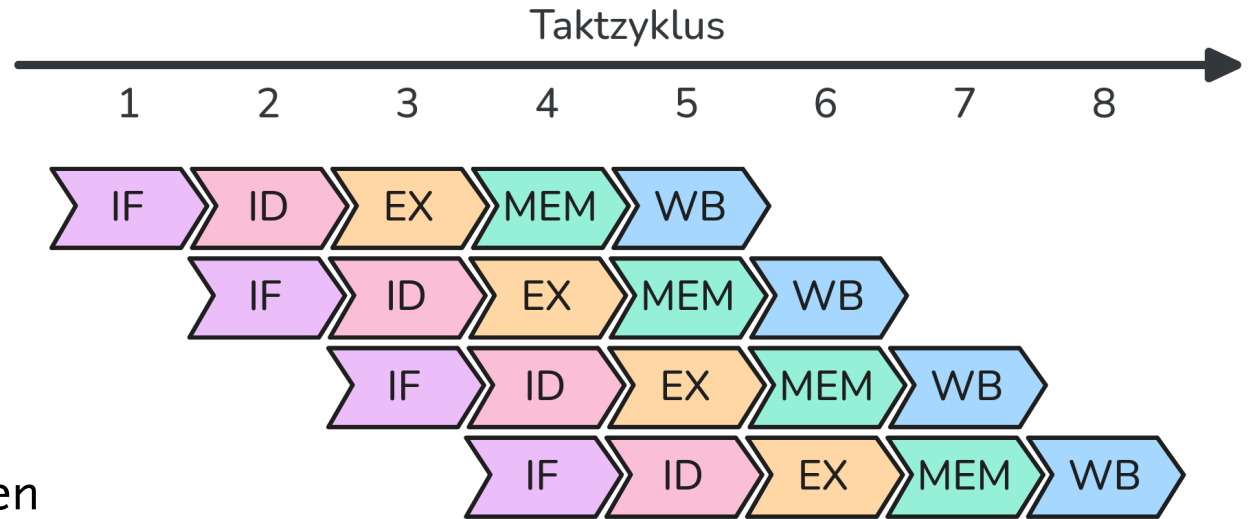 Taktzyklus
1 2 3 4 5 6 7 8
IF ID EX MEM WB
IF ID EX MEM WB
IF ID EX MEM WB
IF ID EX MEM WB
en